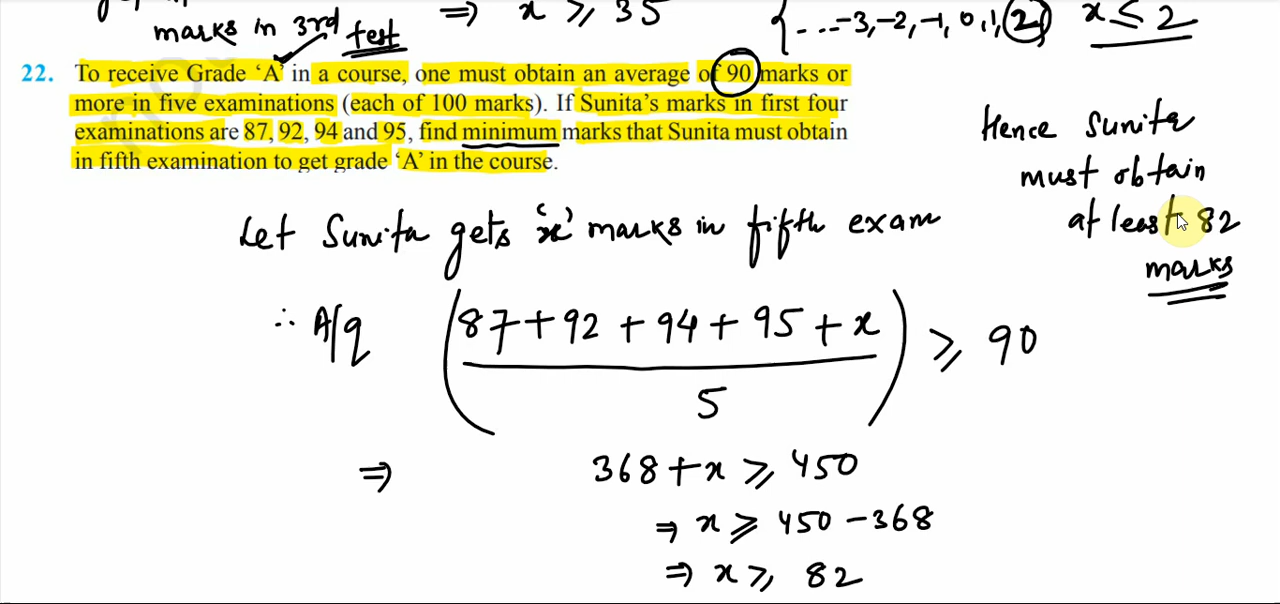 marks in 3rd test
⇒ x ⩾ 35
{...-3,-2,-1,0,1,2} x ≤ 2
22. To receive Grade ‘A’ in a course, one must obtain an average of 90 marks or
more in five examinations (each of 100 marks). If Sunita’s marks in first four
examinations are 87, 92, 94 and 95, find minimum marks that Sunita must obtain
in fifth examination to get grade ‘A’ in the course.
Hence Sunita
must obtain
at least 82
marks
Let Sunita gets ‘x’ marks in fifth exam
∴ A/q (87+92+94+95+x
5) ⩾ 90
⇒ 368+x ⩾ 450
⇒ x ⩾ 450-368
⇒ x ⩾ 82